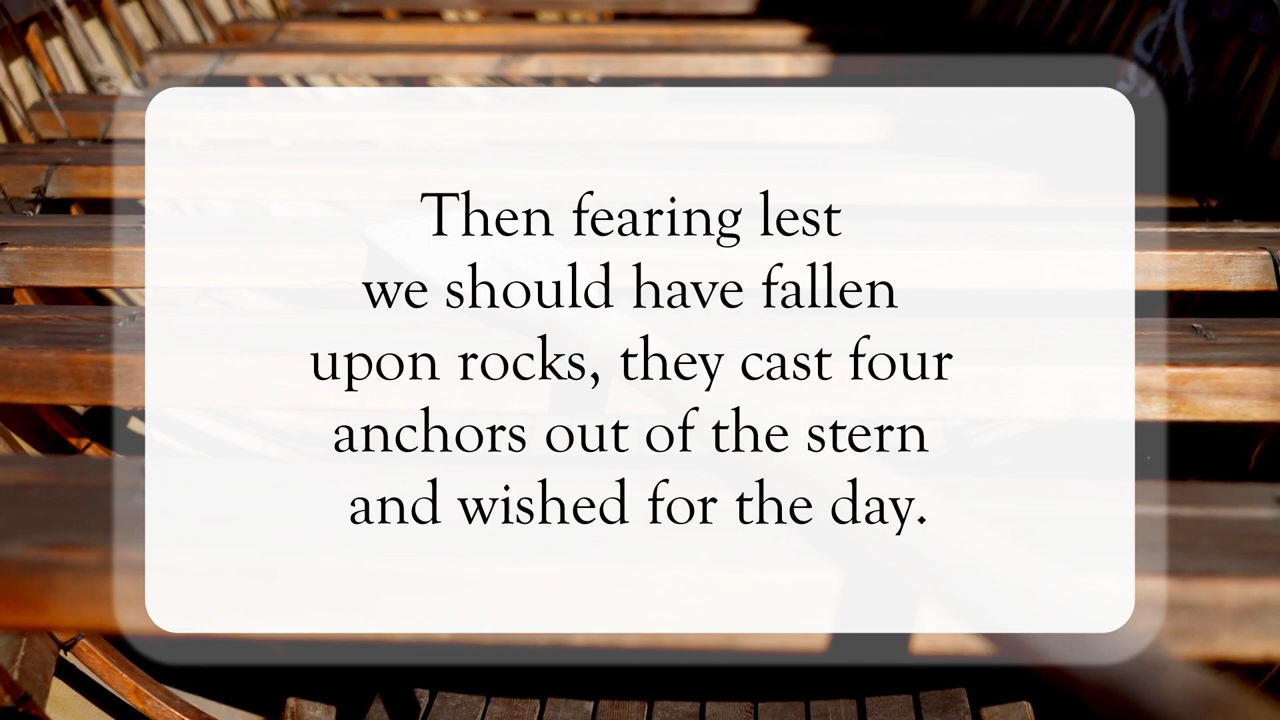 Then fearing lest
we should have fallen
upon rocks, they cast four
anchors out of the stern
and wished for the day.